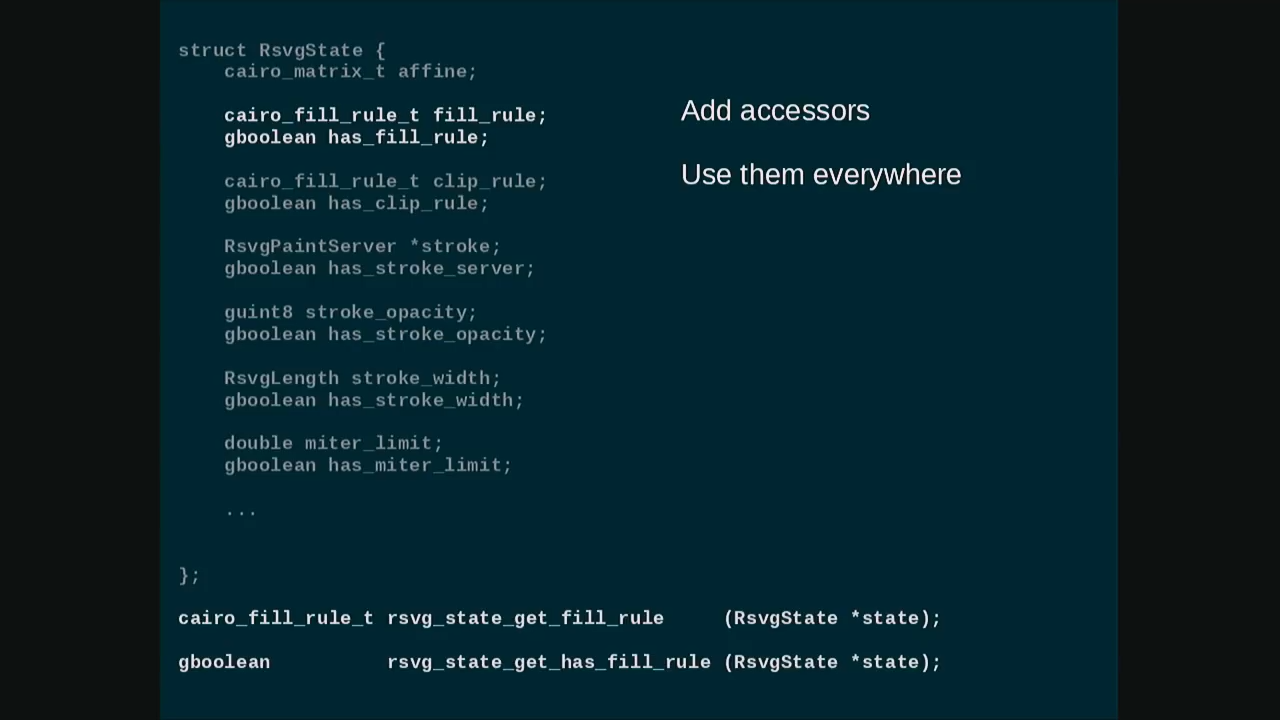 struct RsvgState {
    cairo_matrix_t affine;
    cairo_fill_rule_t fill_rule;
    gboolean has_fill_rule;
    cairo_fill_rule_t clip_rule;
    gboolean has_clip_rule;
    RsvgPaintServer *stroke;
    gboolean has_stroke_server;
    guint8 stroke_opacity;
    gboolean has_stroke_opacity;
    RsvgLength stroke_width;
    gboolean has_stroke_width;
    double miter_limit;
    gboolean has_miter_limit;
    ...
};
Add accessors
Use them everywhere
cairo_fill_rule_t rsvg_state_get_fill_rule     (RsvgState *state);
gboolean          rsvg_state_get_has_fill_rule (RsvgState *state);